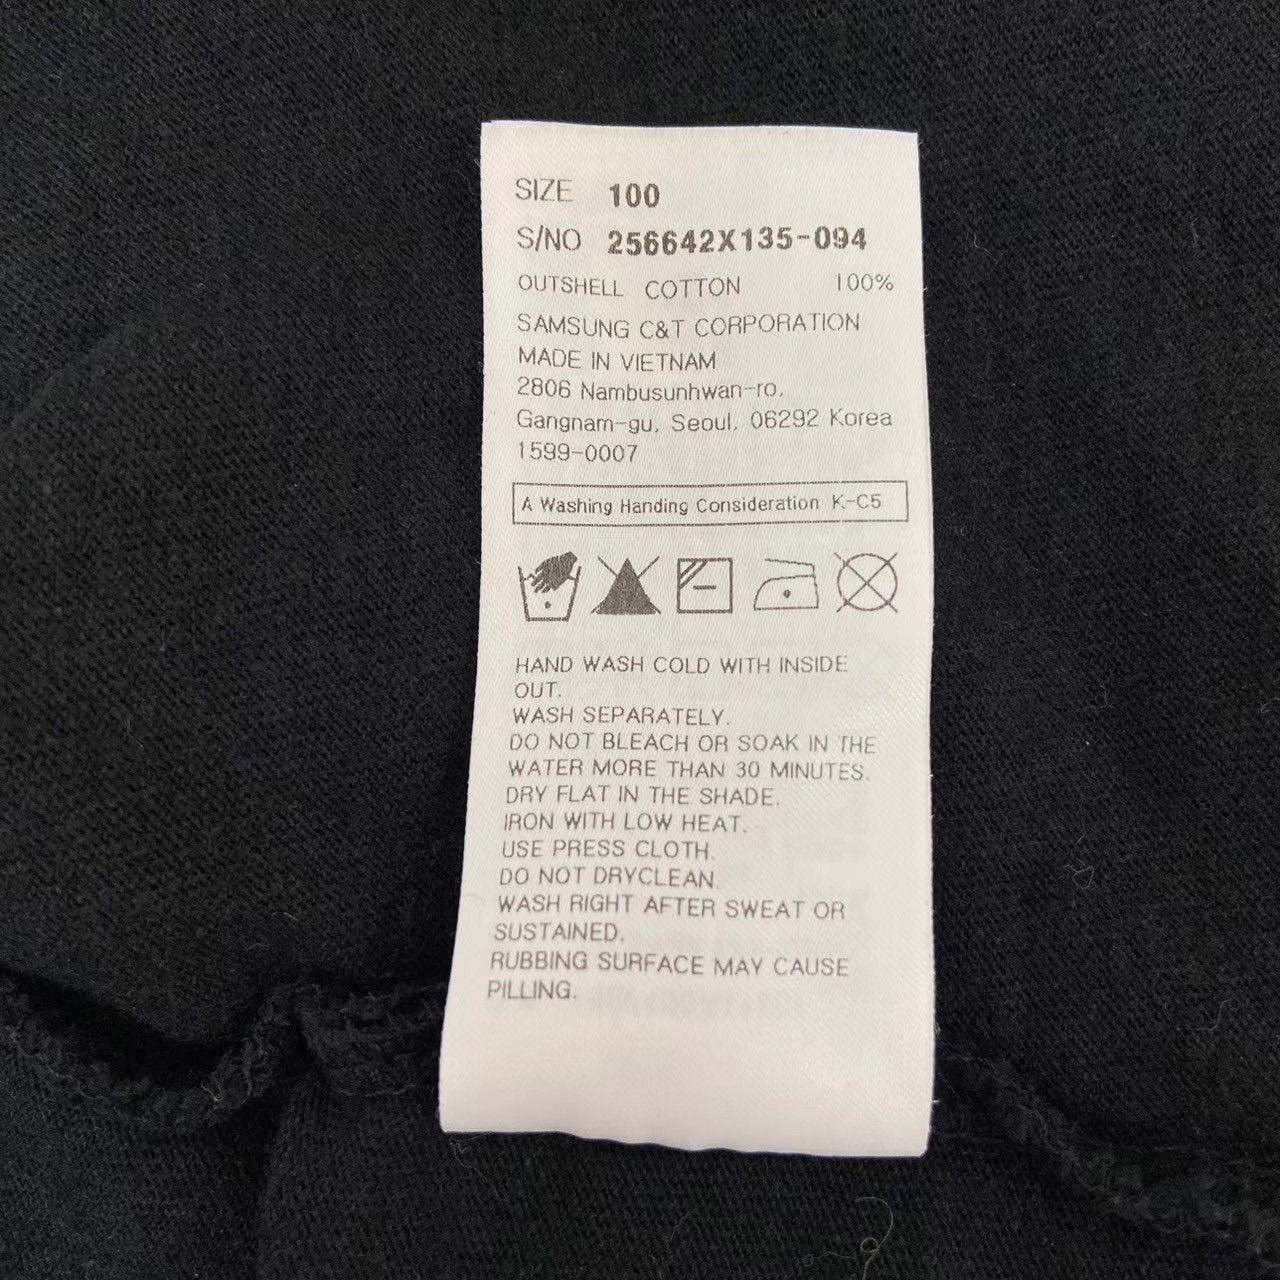 SIZE 100
S/NO 256642X135-094
OUTSHELL COTTON 100%
SAMSUNG C&T CORPORATION
MADE IN VIETNAM
2806 Nambusunhwan-ro,
Gangnam-gu, Seoul, 06292 Korea
1599-0007
A Washing Handing Consideration K-C5
HAND WASH COLD WITH INSIDE
OUT.
WASH SEPARATELY.
DO NOT BLEACH OR SOAK IN THE
WATER MORE THAN 30 MINUTES.
DRY FLAT IN THE SHADE.
IRON WITH LOW HEAT.
USE PRESS CLOTH.
DO NOT DRYCLEAN.
WASH RIGHT AFTER SWEAT OR
SUSTAINED.
RUBBING SURFACE MAY CAUSE
PILLING.